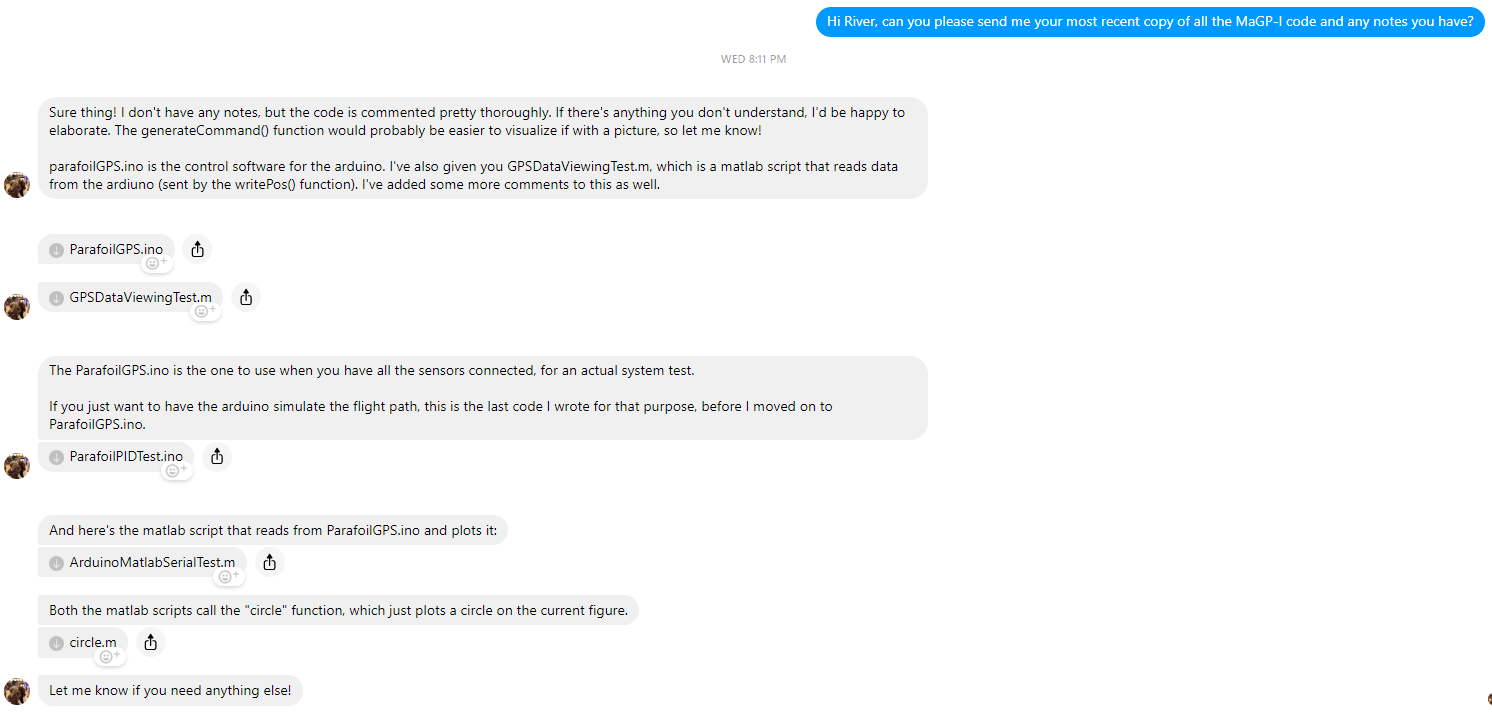 Hi River, can you please send me your most recent copy of all the MaGP-I code and any notes you have?
WED 8:11 PM
Sure thing! I don't have any notes, but the code is commented pretty thoroughly. If there's anything you don't understand, I'd be happy to
elaborate. The generateCommand() function would probably be easier to visualize if with a picture, so let me know!
parafoilGPS.ino is the control software for the arduino. I've also given you GPSDataViewingTest.m, which is a matlab script that reads data
from the ardiuno (sent by the writePos() function). I've added some more comments to this as well.
ParafoilGPS.ino
GPSDataViewingTest.m
The ParafoilGPS.ino is the one to use when you have all the sensors connected, for an actual system test.
If you just want to have the arduino simulate the flight path, this is the last code I wrote for that purpose, before I moved on to
ParafoilGPS.ino.
ParafoilPIDTest.ino
And here's the matlab script that reads from ParafoilGPS.ino and plots it:
ArduinoMatlabSerialTest.m
Both the matlab scripts call the "circle" function, which just plots a circle on the current figure.
circle.m
Let me know if you need anything else!